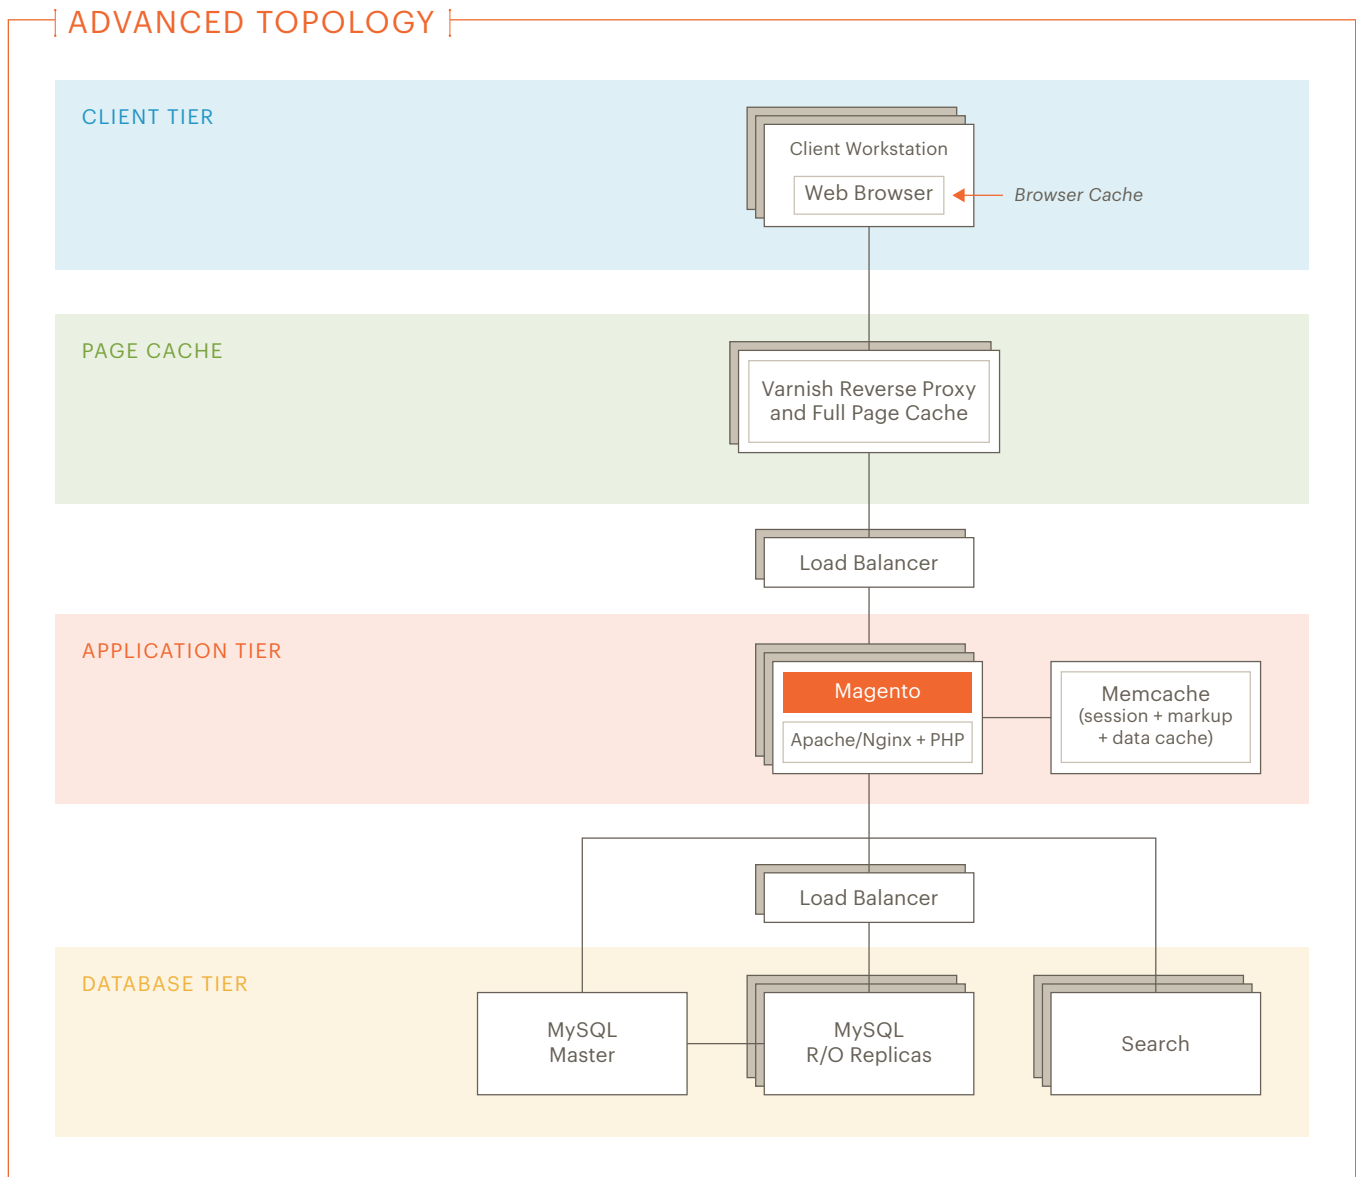 ADVANCED TOPOLOGY
CLIENT TIER
Client Workstation
Web Browser
Browser Cache
PAGE CACHE
Varnish Reverse Proxy
and Full Page Cache
Load Balancer
APPLICATION TIER
Magento
Apache/Nginx + PHP
Memcache
(session + markup
+ data cache)
Load Balancer
DATABASE TIER
MySQL
Master
MySQL
R/O Replicas
Search